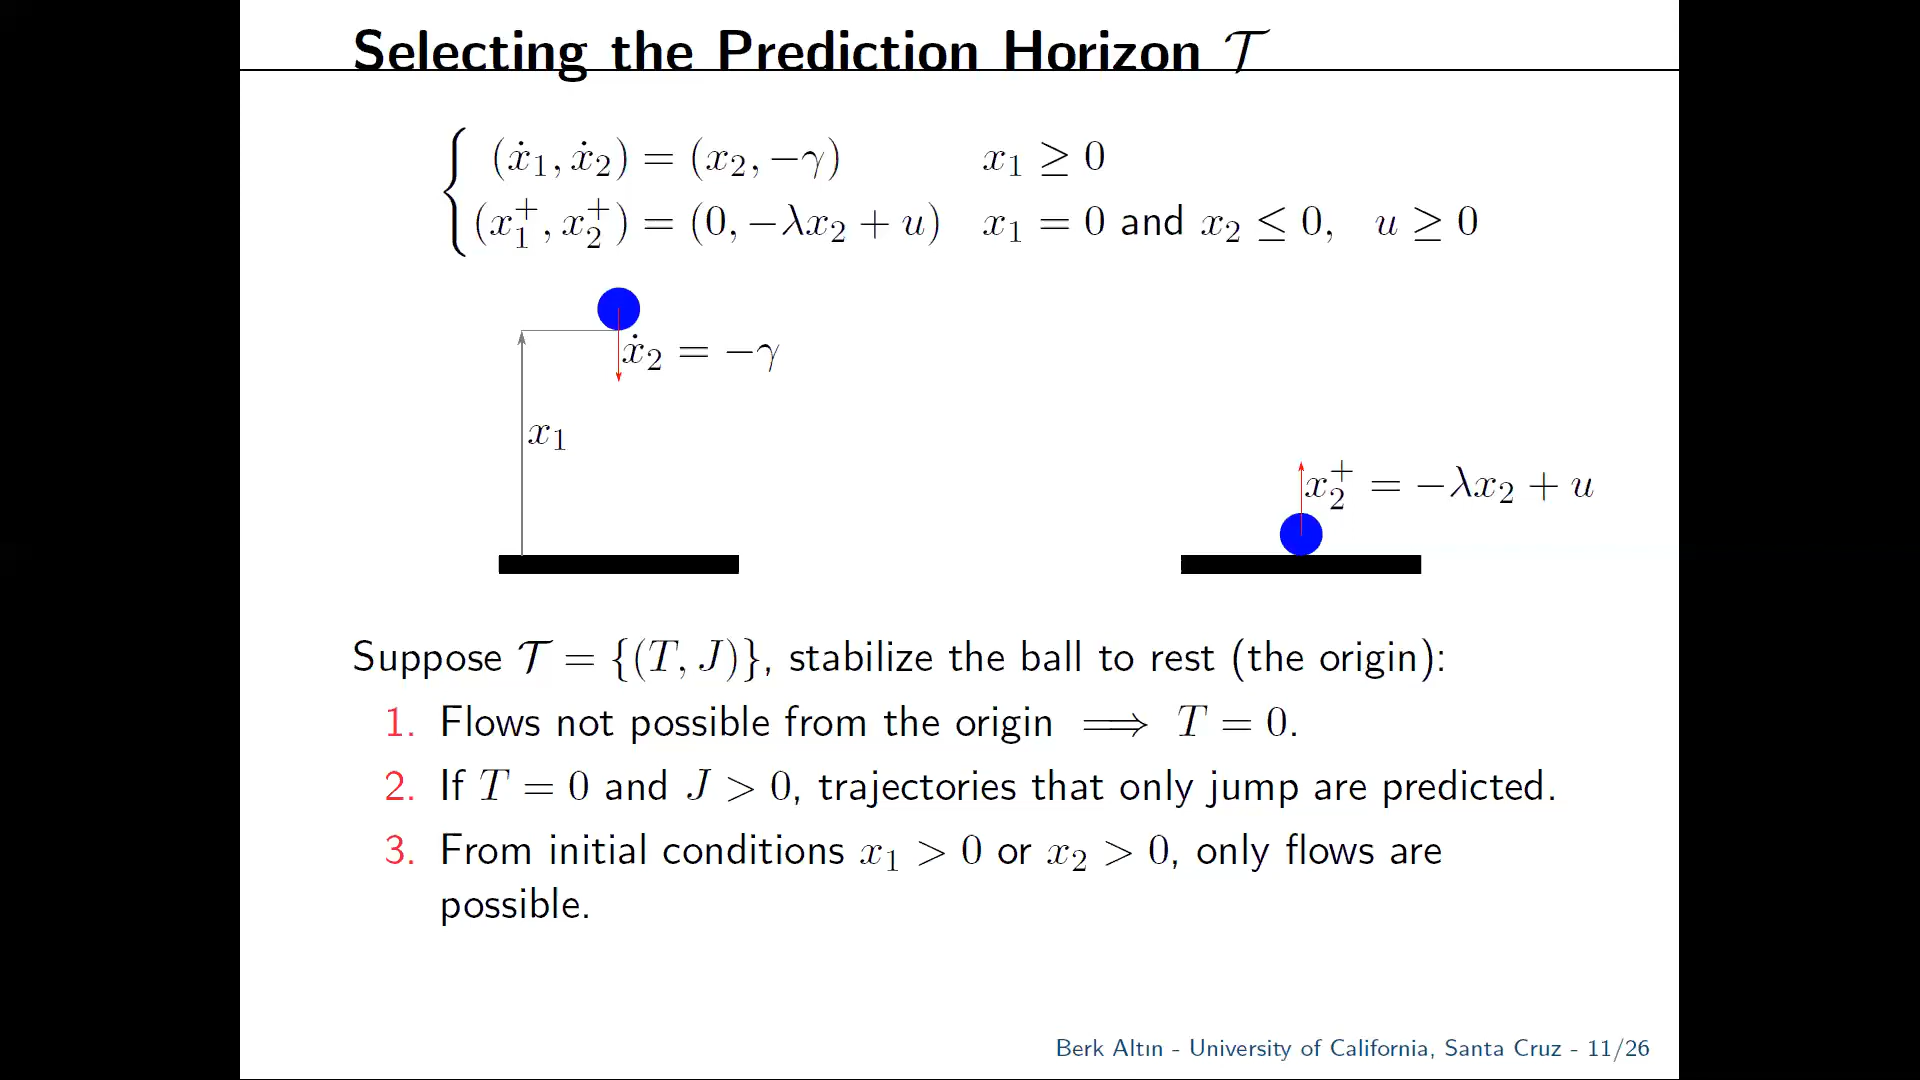 Selecting the Prediction Horizon 𝒯
(ẋ₁, ẋ₂) = (x₂, −γ) x₁ ≥ 0
(x₁⁺, x₂⁺) = (0, −λx₂ + u) x₁ = 0 and x₂ ≤ 0, u ≥ 0
ẋ₂ = −γ
x₁
x₂⁺ = −λx₂ + u
Suppose 𝒯 = {(T, J)}, stabilize the ball to rest (the origin):
1. Flows not possible from the origin ⟹ T = 0.
2. If T = 0 and J > 0, trajectories that only jump are predicted.
3. From initial conditions x₁ > 0 or x₂ > 0, only flows are
possible.
Berk Altın - University of California, Santa Cruz - 11/26